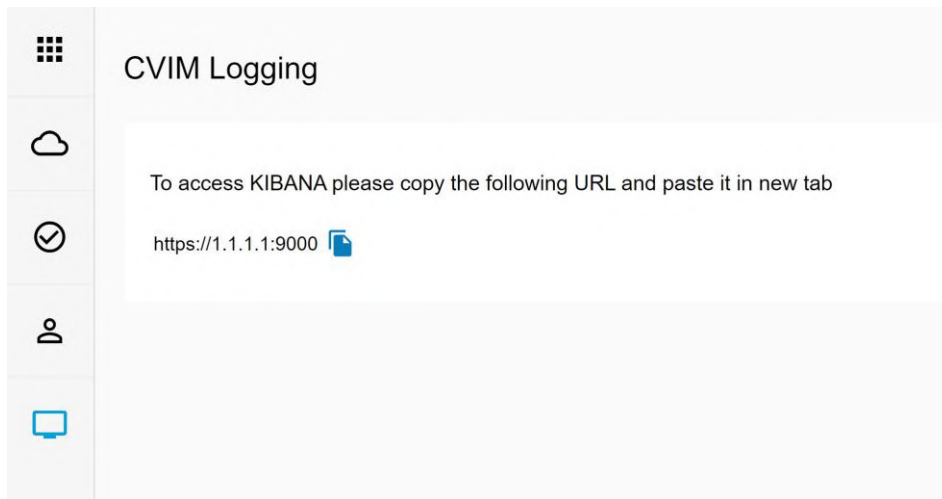 CVIM Logging
To access KIBANA please copy the following URL and paste it in new tab
https://1.1.1.1:9000